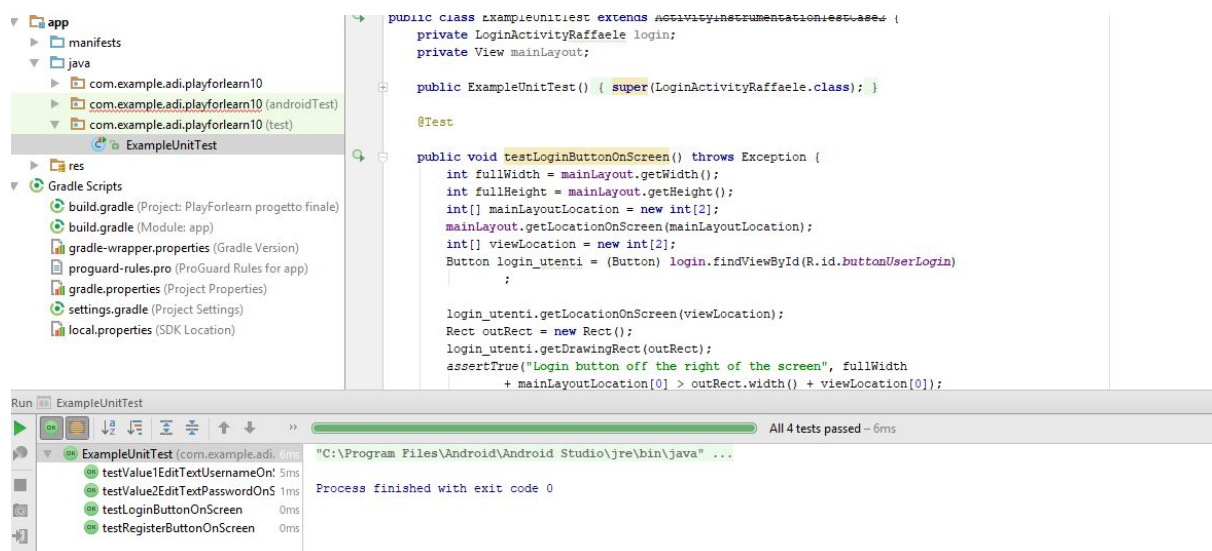 app
manifests
java
com.example.adi.playforlearn10
com.example.adi.playforlearn10 (androidTest)
com.example.adi.playforlearn10 (test)
ExampleUnitTest
res
Gradle Scripts
build.gradle (Project: PlayForlearn progetto finale)
build.gradle (Module: app)
gradle-wrapper.properties (Gradle Version)
proguard-rules.pro (ProGuard Rules for app)
gradle.properties (Project Properties)
settings.gradle (Project Settings)
local.properties (SDK Location)
public class ExampleUnitTest extends ActivityInstrumentationTestCase2 {
private LoginActivityRaffaele login;
private View mainLayout;
public ExampleUnitTest() { super(LoginActivityRaffaele.class); }
@Test
public void testLoginButtonOnScreen() throws Exception {
int fullWidth = mainLayout.getWidth();
int fullHeight = mainLayout.getHeight();
int[] mainLayoutLocation = new int[2];
mainLayout.getLocationOnScreen(mainLayoutLocation);
int[] viewLocation = new int[2];
Button login_utenti = (Button) login.findViewById(R.id.buttonUserLogin)
;
login_utenti.getLocationOnScreen(viewLocation);
Rect outRect = new Rect();
login_utenti.getDrawingRect(outRect);
assertTrue("Login button off the right of the screen", fullWidth
+ mainLayoutLocation[0] > outRect.width() + viewLocation[0]);
Run ExampleUnitTest
All 4 tests passed – 6ms
ExampleUnitTest (com.example.adi. 6ms
testValue1EditTextUsernameOnS 5ms
testValue2EditTextPasswordOnS 1ms
testLoginButtonOnScreen 0ms
testRegisterButtonOnScreen 0ms
"C:\Program Files\Android\Android Studio\jre\bin\java" ...
Process finished with exit code 0